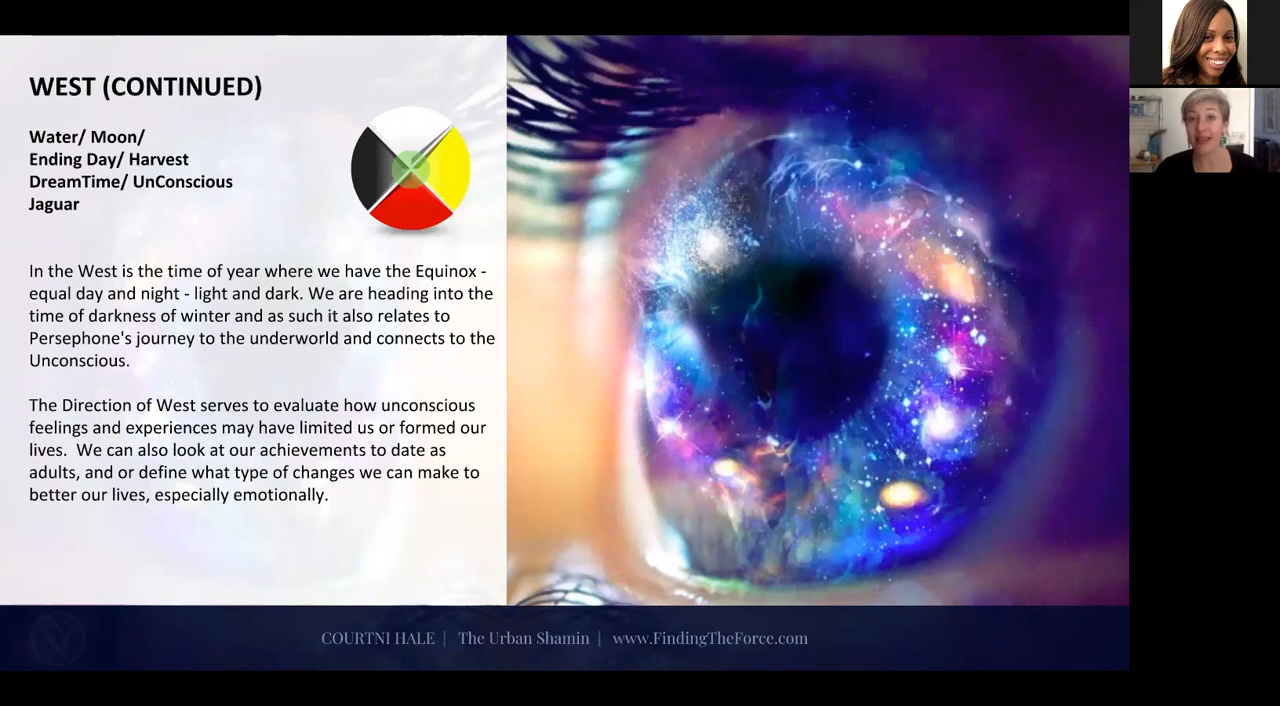 WEST (CONTINUED)
Water/ Moon/
Ending Day/ Harvest
DreamTime/ UnConscious
Jaguar
In the West is the time of year where we have the Equinox -
equal day and night - light and dark. We are heading into the
time of darkness of winter and as such it also relates to
Persephone's journey to the underworld and connects to the
Unconscious.
The Direction of West serves to evaluate how unconscious
feelings and experiences may have limited us or formed our
lives.  We can also look at our achievements to date as
adults, and or define what type of changes we can make to
better our lives, especially emotionally.
COURTNI HALE | The Urban Shamin | www.FindingTheForce.com